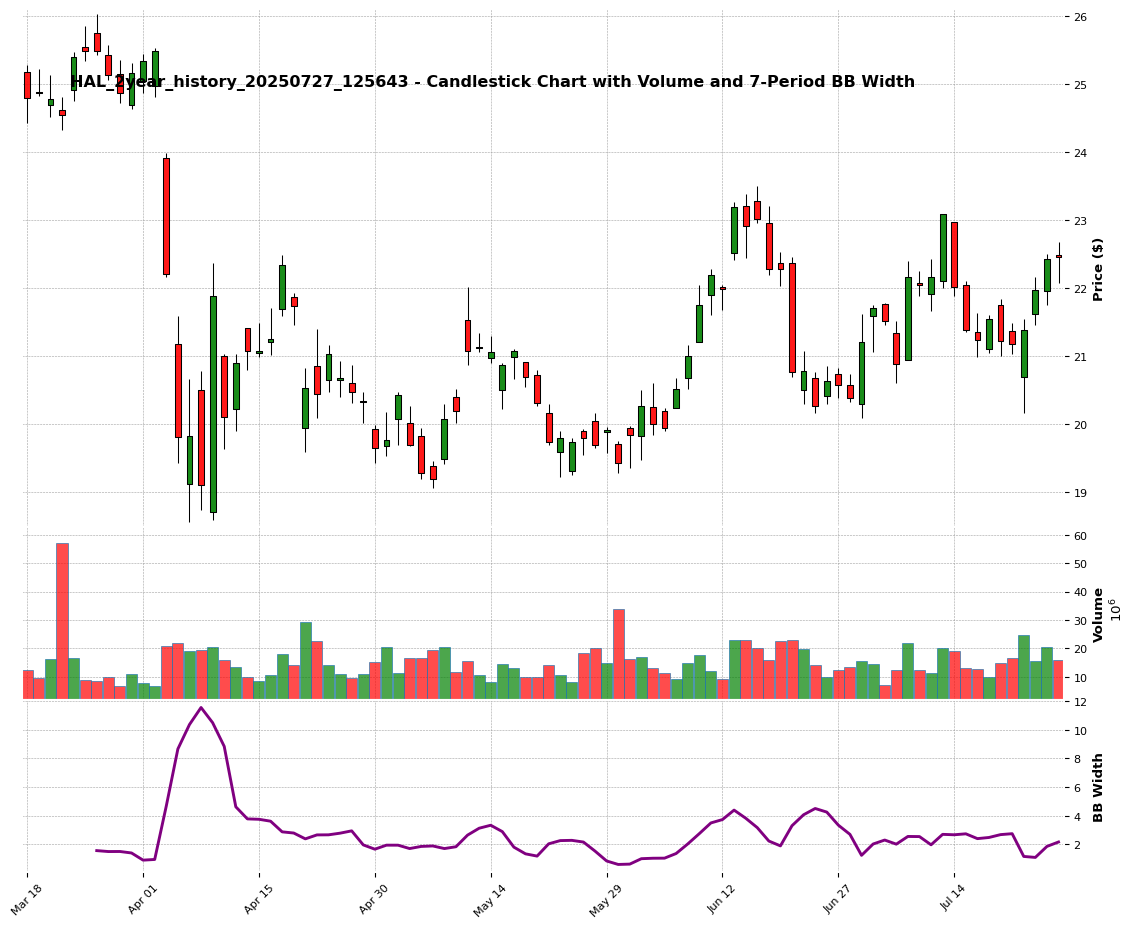 26
HAL_2year_history_20250727_125643 - Candlestick Chart with Volume and 7-Period BB Width
25
24
23
22
21
20
19
Price ($)
60
50
40
30
20
10
Volume
10^6
12
10
8
6
4
2
BB Width
Mar 18
Apr 01
Apr 15
Apr 30
May 14
May 29
Jun 12
Jun 27
Jul 14